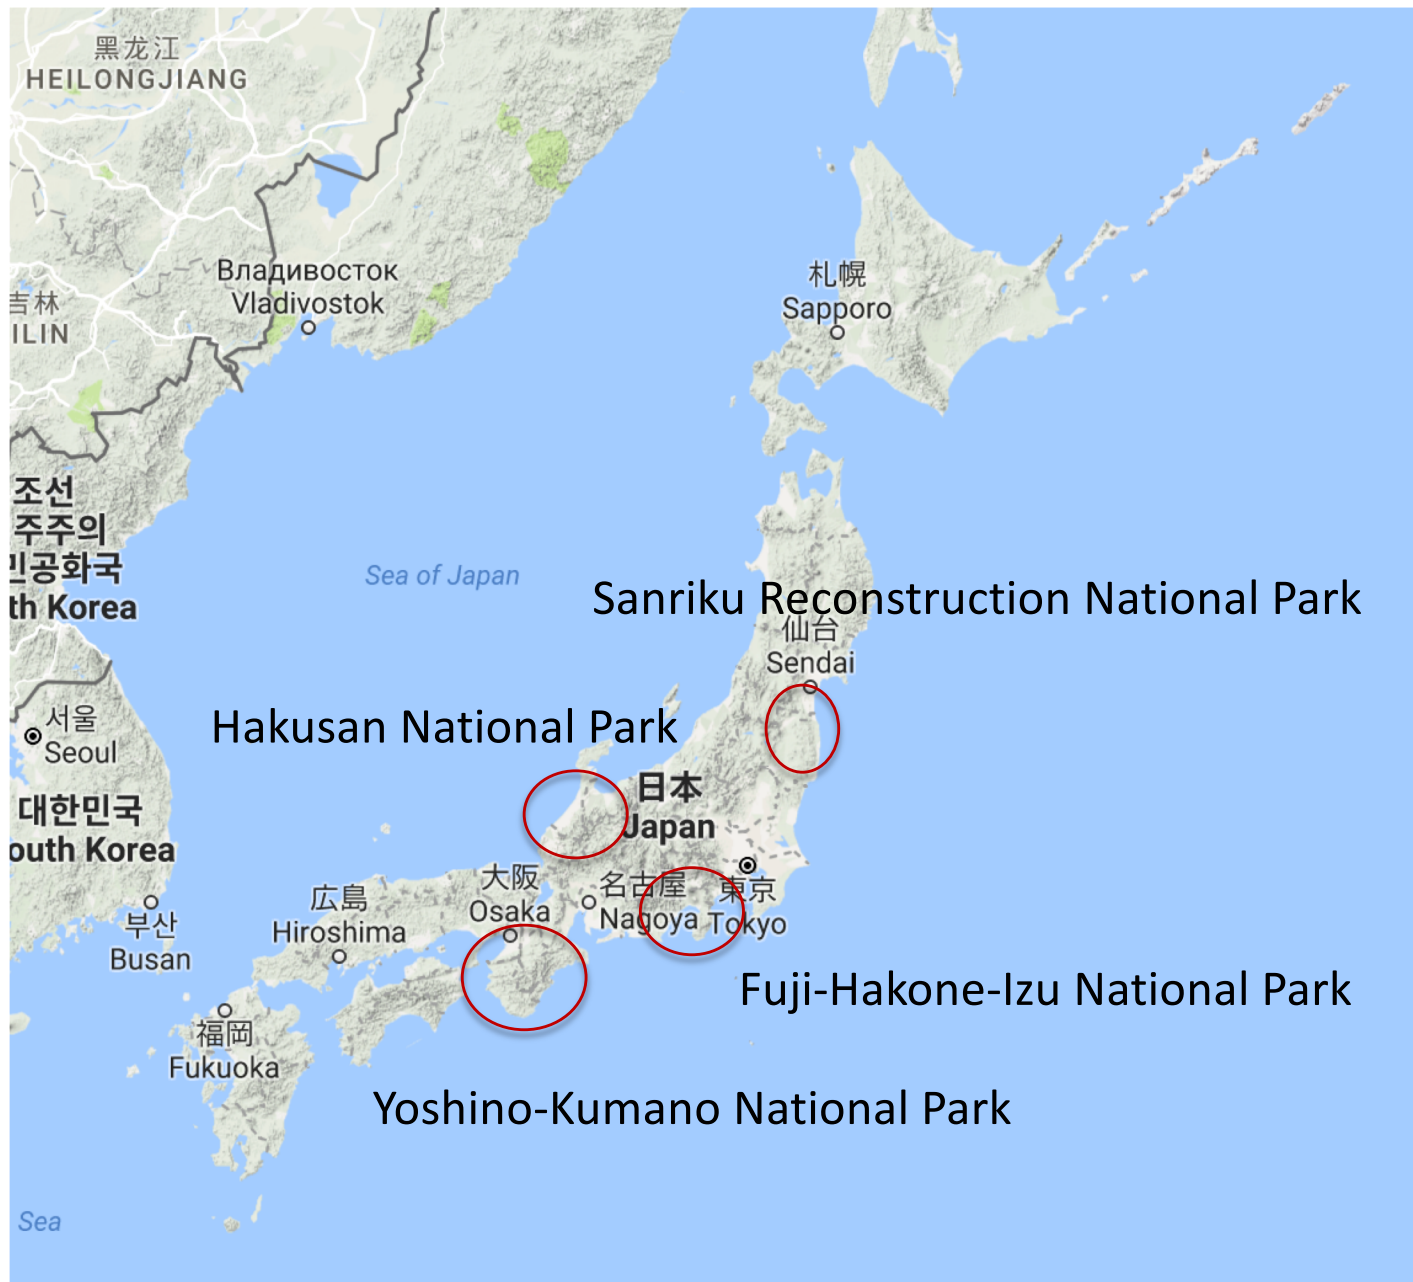 黑龙江
HEILONGJIANG
Владивосток
Vladivostok
吉林
ILIN
札幌
Sapporo
조선
주주의
민공화국
th Korea
Sea of Japan
Sanriku Reconstruction National Park
仙台
Sendai
Hakusan National Park
서울
Seoul
日本
Japan
대한민국
outh Korea
大阪
Osaka
名古屋
Nagoya
東京
Tokyo
広島
Hiroshima
부산
Busan
Fuji-Hakone-Izu National Park
福岡
Fukuoka
Yoshino-Kumano National Park
Sea